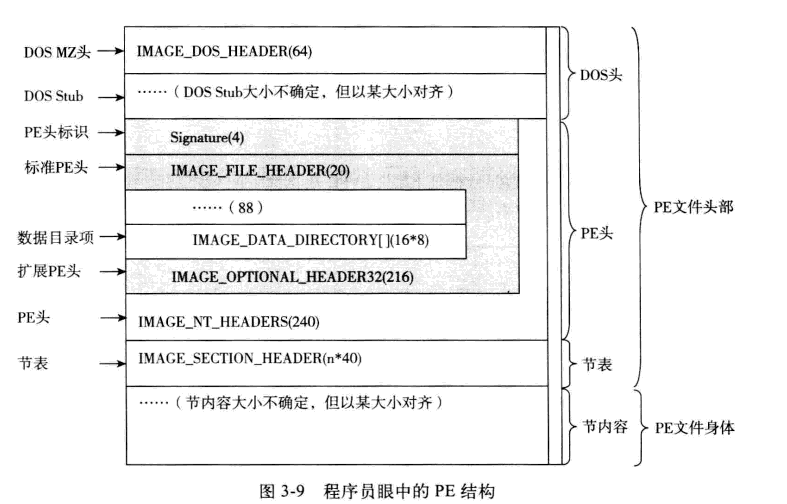 DOS MZ头
IMAGE_DOS_HEADER(64)
DOS头
DOS Stub
……（DOS Stub大小不确定，但以某大小对齐）
PE头标识
Signature(4)
标准PE头
IMAGE_FILE_HEADER(20)
……（88）
PE文件头部
数据目录项
IMAGE_DATA_DIRECTORY[ ](16*8)
PE头
扩展PE头
IMAGE_OPTIONAL_HEADER32(216)
PE头
IMAGE_NT_HEADERS(240)
节表
IMAGE_SECTION_HEADER(n*40)
节表
……（节内容大小不确定，但以某大小对齐）
节内容
PE文件身体
图 3-9 程序员眼中的 PE 结构